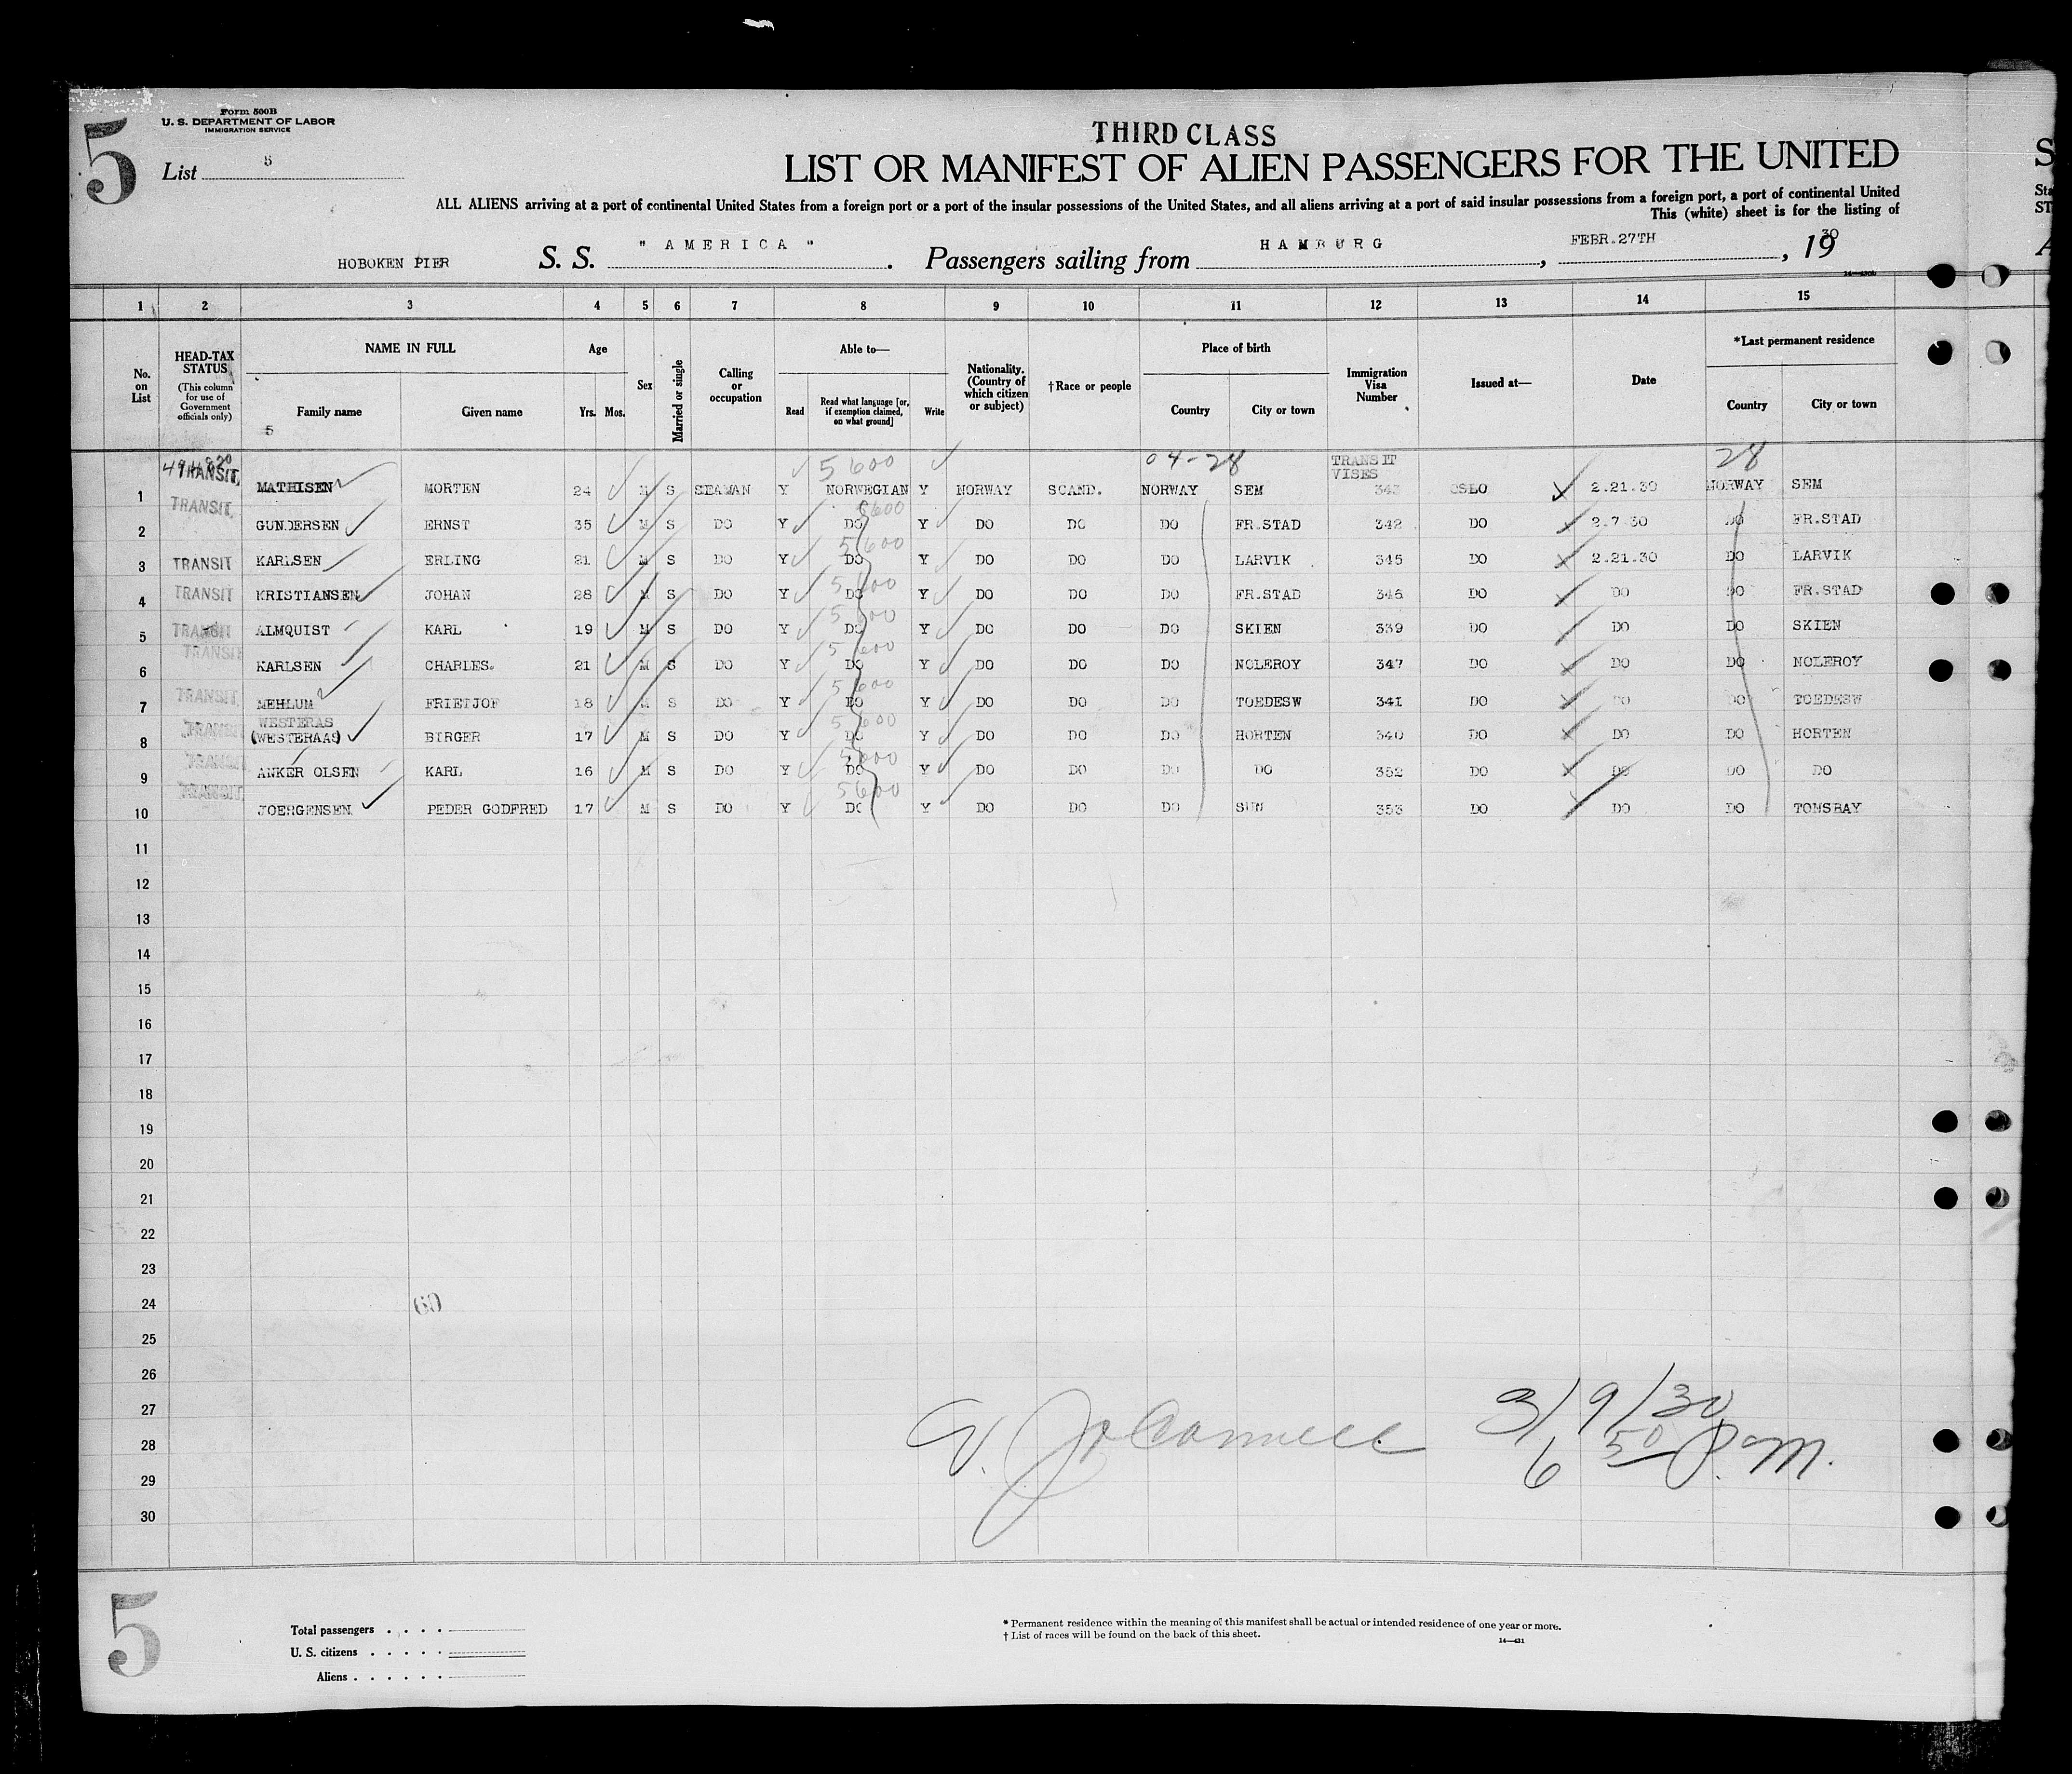 5
Form 500B
U. S. DEPARTMENT OF LABOR
IMMIGRATION SERVICE
List 5
THIRD CLASS
LIST OR MANIFEST OF ALIEN PASSENGERS FOR THE UNITED
S
ALL ALIENS arriving at a port of continental United States from a foreign port or a port of the insular possessions of the United States, and all aliens arriving at a port of said insular possessions from a foreign port, a port of continental United
This (white) sheet is for the listing of
HOBOKEN PIER S. S. " AMERICA ". Passengers sailing from HAMBURG, FEBR.27TH, 1930
1 2 3 4 5 6 7 8 9 10 11 12 13 14 15
No. on List
HEAD-TAX STATUS
(This column for use of Government officials only)
NAME IN FULL
Family name
Given name
Age
Yrs. Mos.
Sex
Married or single
Calling or occupation
Able to—
Read
Read what language [or, if exemption claimed, on what ground]
Write
Nationality. (Country of which citizen or subject)
†Race or people
Place of birth
Country
City or town
Immigration Visa Number
Issued at—
Date
*Last permanent residence
Country
City or town
5
5600 04-28 TRANSIT VISES 28
1 TRANSIT. MATHISEN MORTEN 24 M S SEAMAN Y NORWEGIAN Y NORWAY SCAND. NORWAY SEM 343 OSLO 2.21.30 NORWAY SEM
5600
2 TRANSIT. GUNDERSEN ERNST 35 M S DO Y DO Y DO DO DO FR.STAD 342 DO 2.7.30 DO FR.STAD
5600
3 TRANSIT KARLSEN ERLING 21 M S DO Y DO Y DO DO DO LARVIK 345 DO 2.21.30 DO LARVIK
5600
4 TRANSIT KRISTIANSEN JOHAN 28 M S DO Y DO Y DO DO DO FR.STAD 346 DO DO DO FR.STAD
5600
5 TRANSIT ALMQUIST KARL 19 M S DO Y DO Y DO DO DO SKIEN 339 DO DO DO SKIEN
5600
6 TRANSIT KARLSEN CHARLES. 21 M S DO Y DO Y DO DO DO NOLEROY 347 DO DO DO NOLEROY
5600
7 TRANSIT. MEHLUM FRIETJOF 18 M S DO Y DO Y DO DO DO TOEDESW 341 DO DO DO TOEDESW
WESTERAS 5600
8 TRANSIT (WESTERAAS) BIRGER 17 M S DO Y DO Y DO DO DO HORTEN 340 DO DO DO HORTEN
5600
9 TRANSIT ANKER OLSEN KARL 16 M S DO Y DO Y DO DO DO DO 352 DO DO DO DO
5600
10 TRANSIT. JOERGENSEN PEDER GODFRED 17 M S DO Y DO Y DO DO DO SUN 353 DO DO DO TONSBAY
11
12
13
14
15
16
17
18
19
20
21
22
23
24
60
25
26
27
3/9/30
28
6 50 P.M.
29
30
5
Total passengers
U. S. citizens
Aliens
* Permanent residence within the meaning of this manifest shall be actual or intended residence of one year or more.
† List of races will be found on the back of this sheet.
14—431